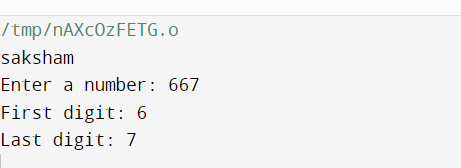 /tmp/nAXcOzFETG.o
saksham
Enter a number: 667
First digit: 6
Last digit: 7